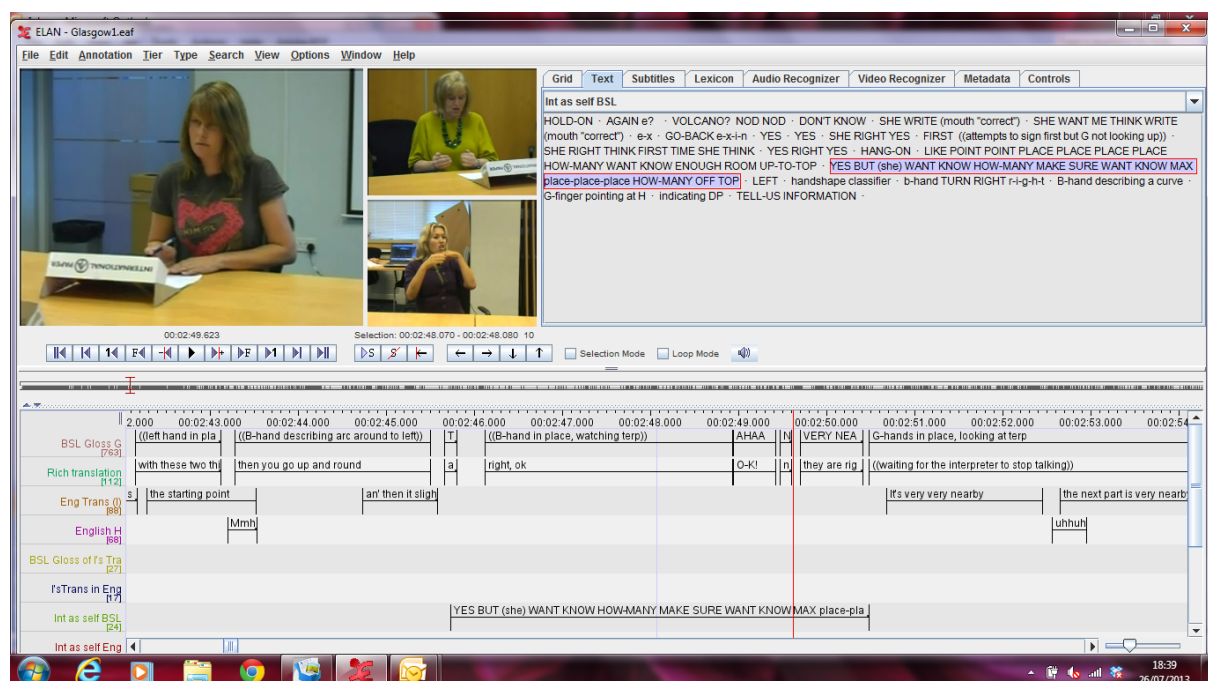 ELAN - Glasgow1.eaf
File Edit Annotation Tier Type Search View Options Window Help
Grid Text Subtitles Lexicon Audio Recognizer Video Recognizer Metadata Controls
Int as self BSL
HOLD-ON · AGAIN e? · VOLCANO? NOD NOD · DON'T KNOW · SHE WRITE (mouth "correct") · SHE WANT ME THINK WRITE
(mouth "correct") · e-x · GO-BACK e-x-i-n · YES · YES · SHE RIGHT YES · FIRST ((attempts to sign first but G not looking up)) ·
SHE RIGHT THINK FIRST TIME SHE THINK · YES RIGHT YES · HANG-ON · LIKE POINT POINT PLACE PLACE PLACE PLACE
HOW-MANY WANT KNOW ENOUGH ROOM UP-TO-TOP · YES BUT (she) WANT KNOW HOW-MANY MAKE SURE WANT KNOW MAX
place-place-place HOW-MANY OFF TOP · LEFT · handshape classifier · b-hand TURN RIGHT r-i-g-h-t · B-hand describing a curve ·
G-finger pointing at H · indicating DP · TELL-US INFORMATION ·
INTERNATIONAL PAPER
00:02:49.623 Selection: 00:02:48.070 - 00:02:48.080 10
Selection Mode Loop Mode
2.000 00:02:43.000 00:02:44.000 00:02:45.000 00:02:46.000 00:02:47.000 00:02:48.000 00:02:49.000 00:02:50.000 00:02:51.000 00:02:52.000 00:02:53.000 00:02:54
BSL Gloss G [763] ((left hand in pla ((B-hand describing arc around to left)) T ((B-hand in place, watching terp)) AHAA N VERY NEA G-hands in place, looking at terp
Rich translation [112] with these two thi then you go up and round a right, ok O-K! n they are rig ((waiting for the interpreter to stop talking))
Eng Trans (I) [88] s the starting point an' then it sligh It's very very nearby the next part is very nearb
English H [68] Mmh uhhuh
BSL Gloss of I's Tra [27]
I'sTrans in Eng [17]
Int as self BSL [24] YES BUT (she) WANT KNOW HOW-MANY MAKE SURE WANT KNOW MAX place-pla
Int as self Eng
18:39
26/07/2013